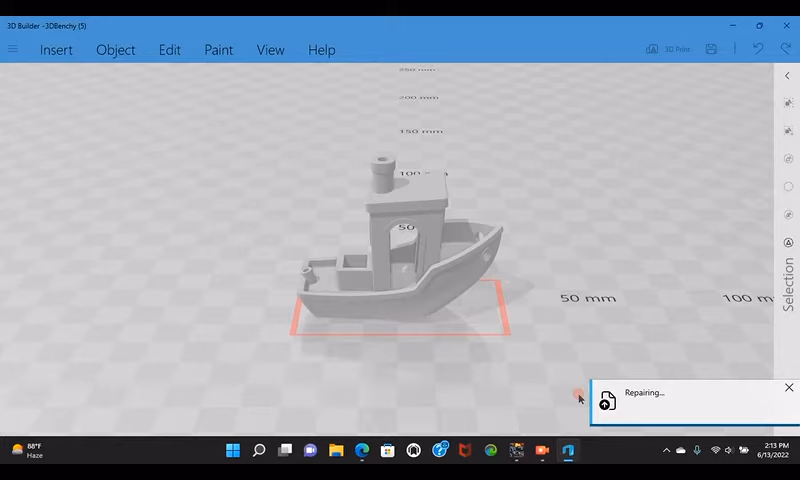 3D Builder - 3DBenchy (5)
Insert Object Edit Paint View Help
3D Print
250 mm
200 mm
150 mm
100
50
50 mm
100 m
Selection
Repairing...
88°F
Haze
2:13 PM
6/13/2022